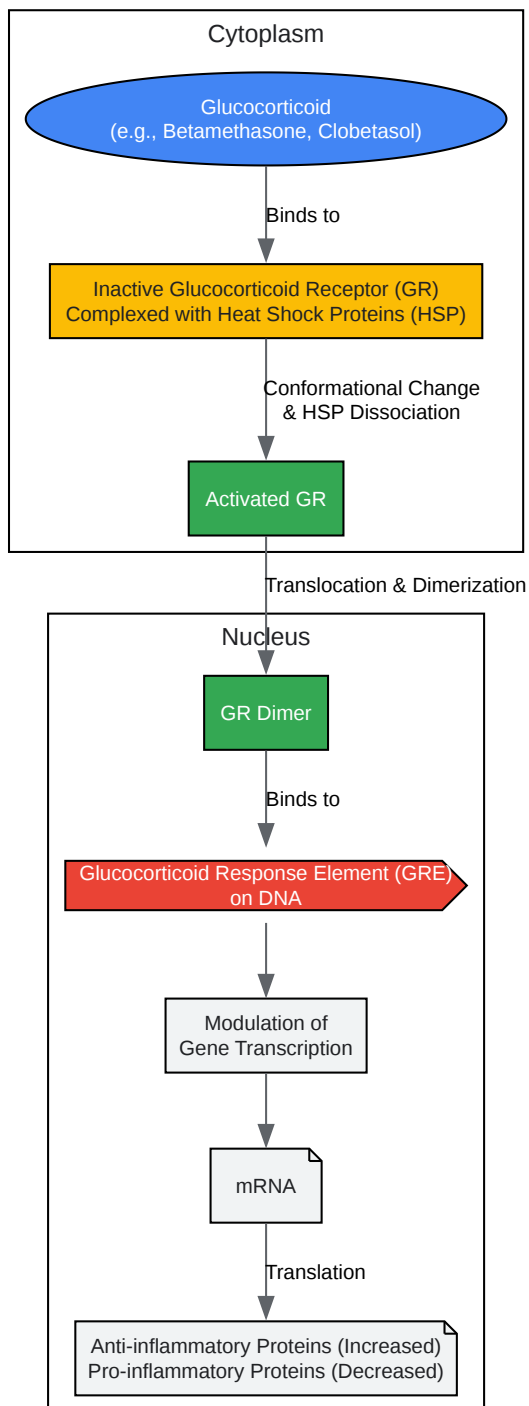 Cytoplasm
Glucocorticoid
(e.g., Betamethasone, Clobetasol)
Binds to
Inactive Glucocorticoid Receptor (GR)
Complexed with Heat Shock Proteins (HSP)
Conformational Change
& HSP Dissociation
Activated GR
Translocation & Dimerization
Nucleus
GR Dimer
Binds to
Glucocorticoid Response Element (GRE)
on DNA
Modulation of
Gene Transcription
mRNA
Translation
Anti-inflammatory Proteins (Increased)
Pro-inflammatory Proteins (Decreased)